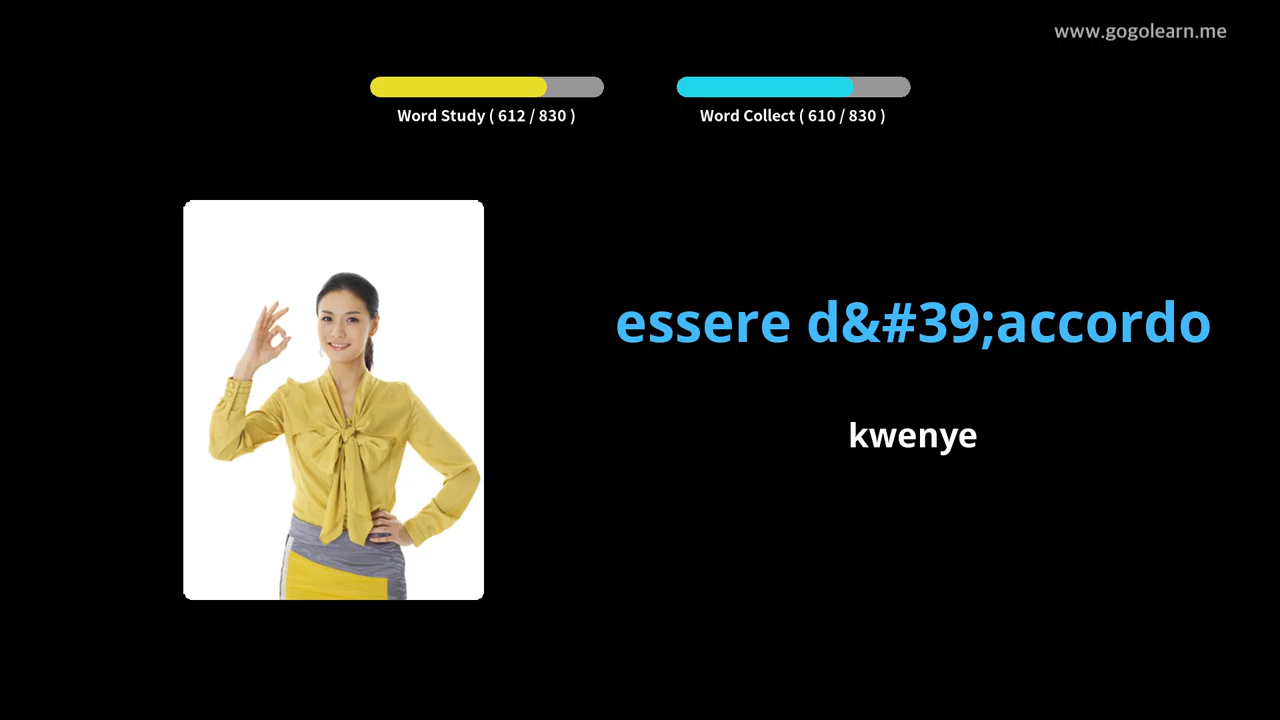 www.gogolearn.me
Word Study ( 612 / 830 )
Word Collect ( 610 / 830 )
essere d&#39;accordo
kwenye